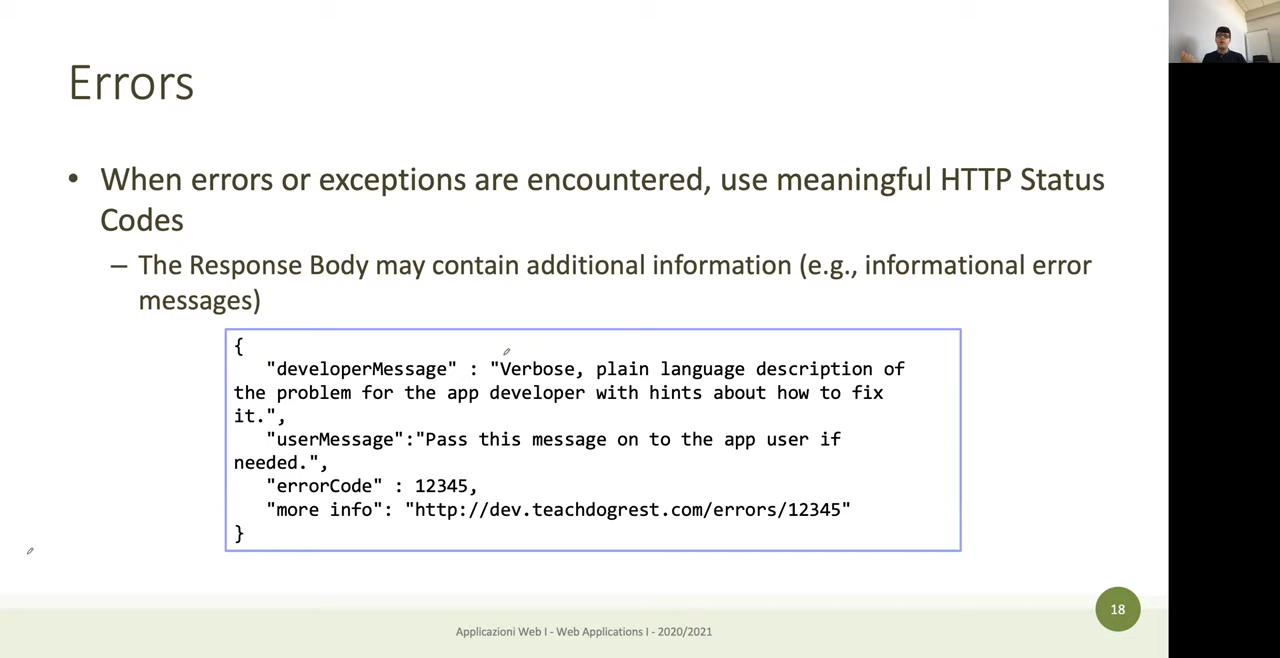 Errors
• When errors or exceptions are encountered, use meaningful HTTP Status
Codes
– The Response Body may contain additional information (e.g., informational error
messages)
{
"developerMessage" : "Verbose, plain language description of
the problem for the app developer with hints about how to fix
it.",
"userMessage":"Pass this message on to the app user if
needed.",
"errorCode" : 12345,
"more info": "http://dev.teachdogrest.com/errors/12345"
}
18
Applicazioni Web I - Web Applications I - 2020/2021